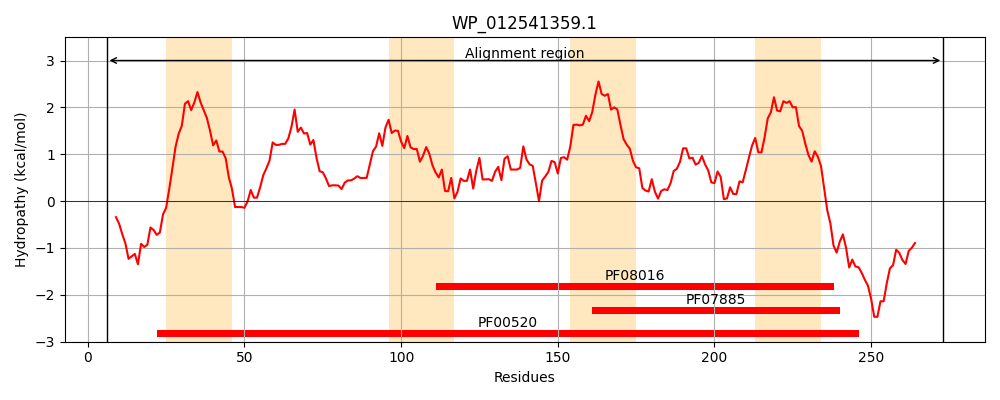 WP_012541359.1
Alignment region
3
2
1
0
−1
−2
−3
Hydropathy (kcal/mol)
PF08016
PF07885
PF00520
0 50 100 150 200 250
Residues